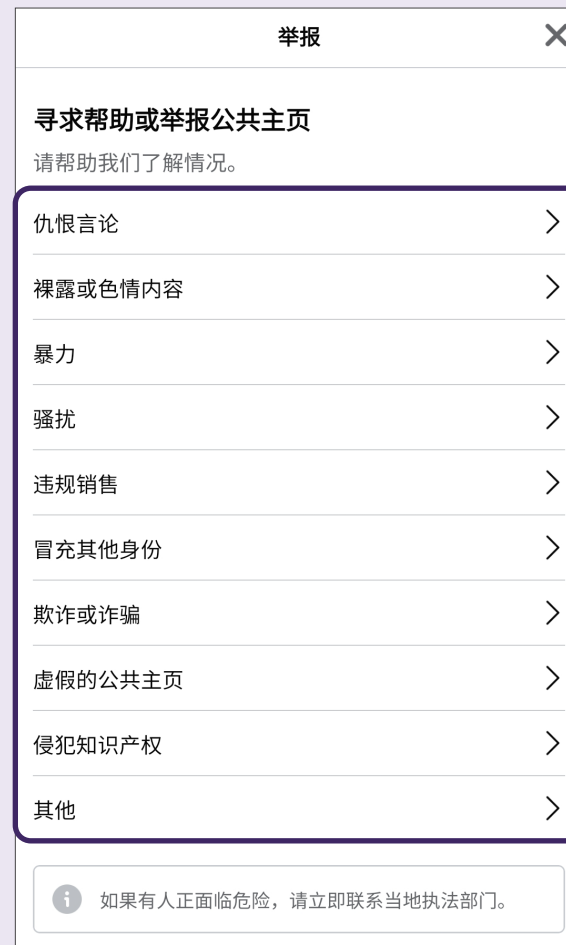 举报
寻求帮助或举报公共主页
请帮助我们了解情况。
仇恨言论
裸露或色情内容
暴力
骚扰
违规销售
冒充其他身份
欺诈或诈骗
虚假的公共主页
侵犯知识产权
其他
如果有人正面临危险，请立即联系当地执法部门。